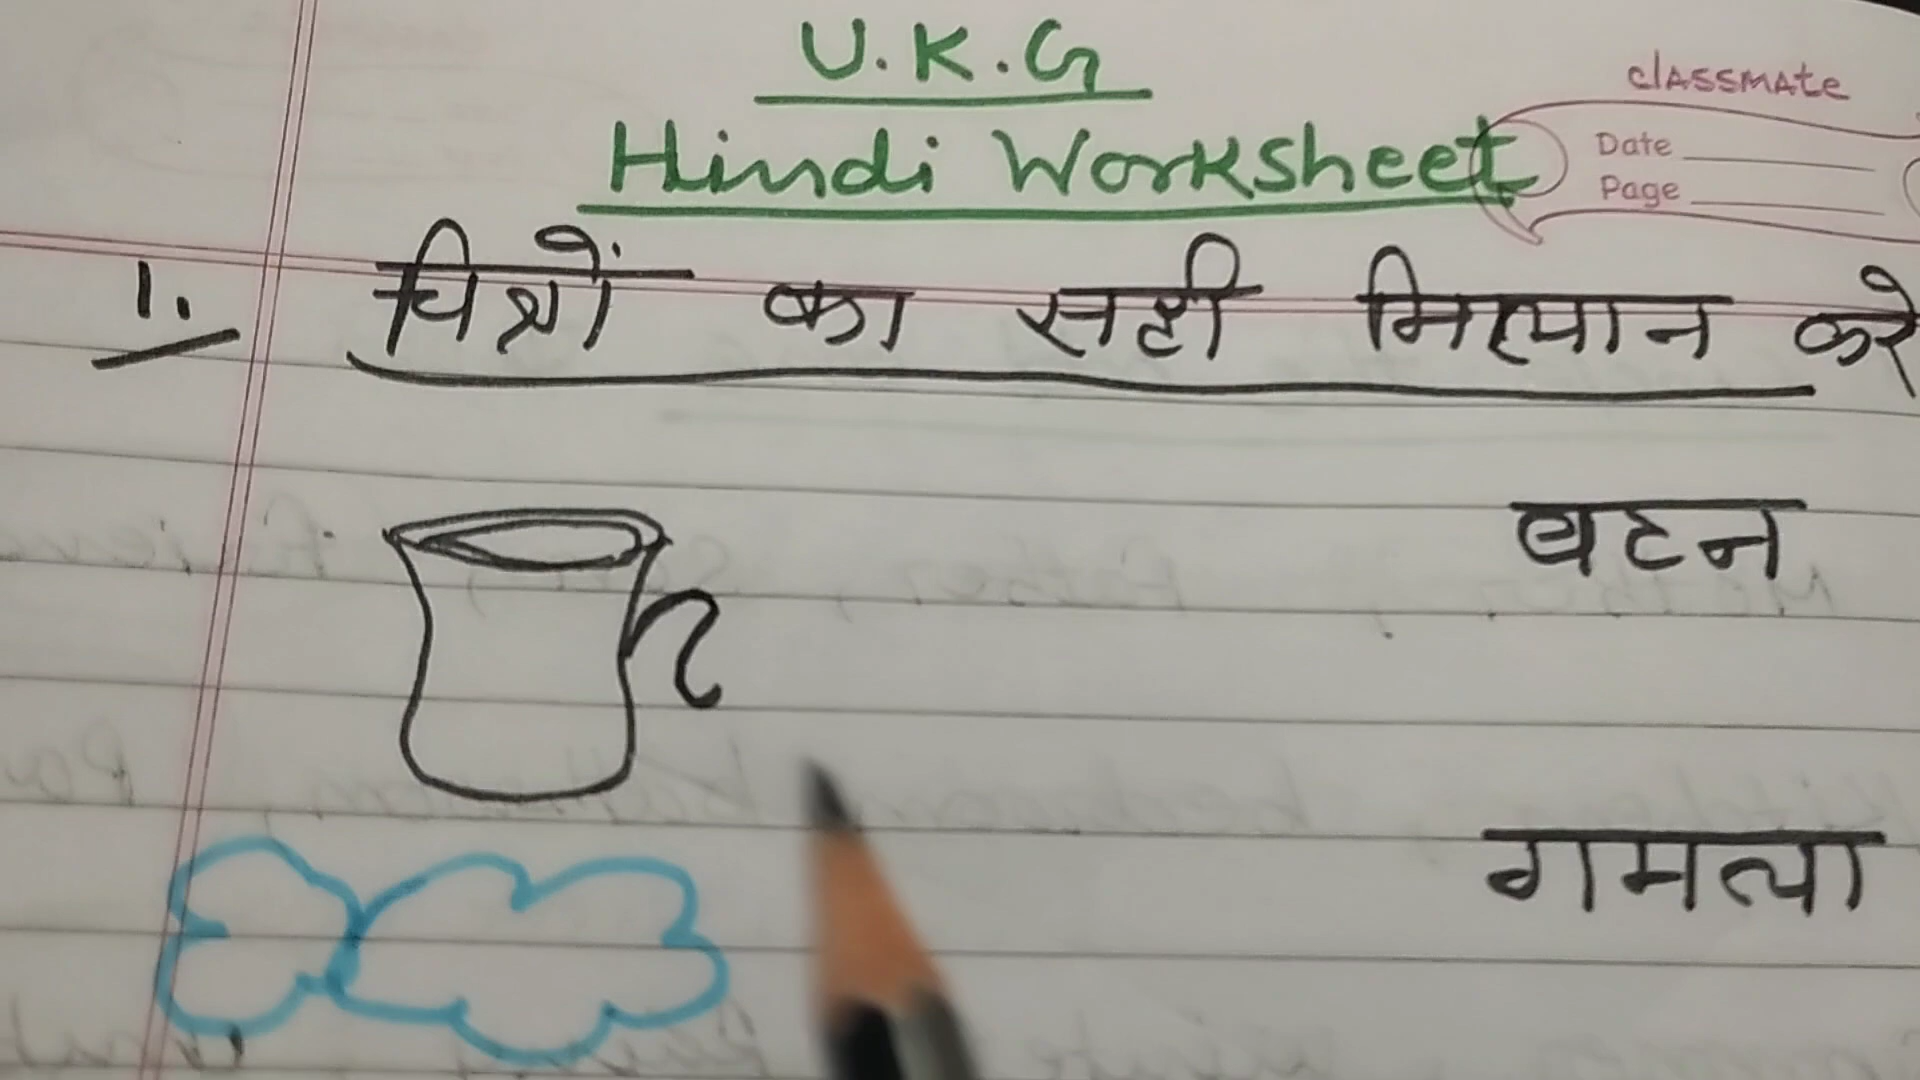 U.K.G
Hindi Worksheet
classmate
Date
Page
1. चित्रों का सही मिलान करे
बटन
गमला